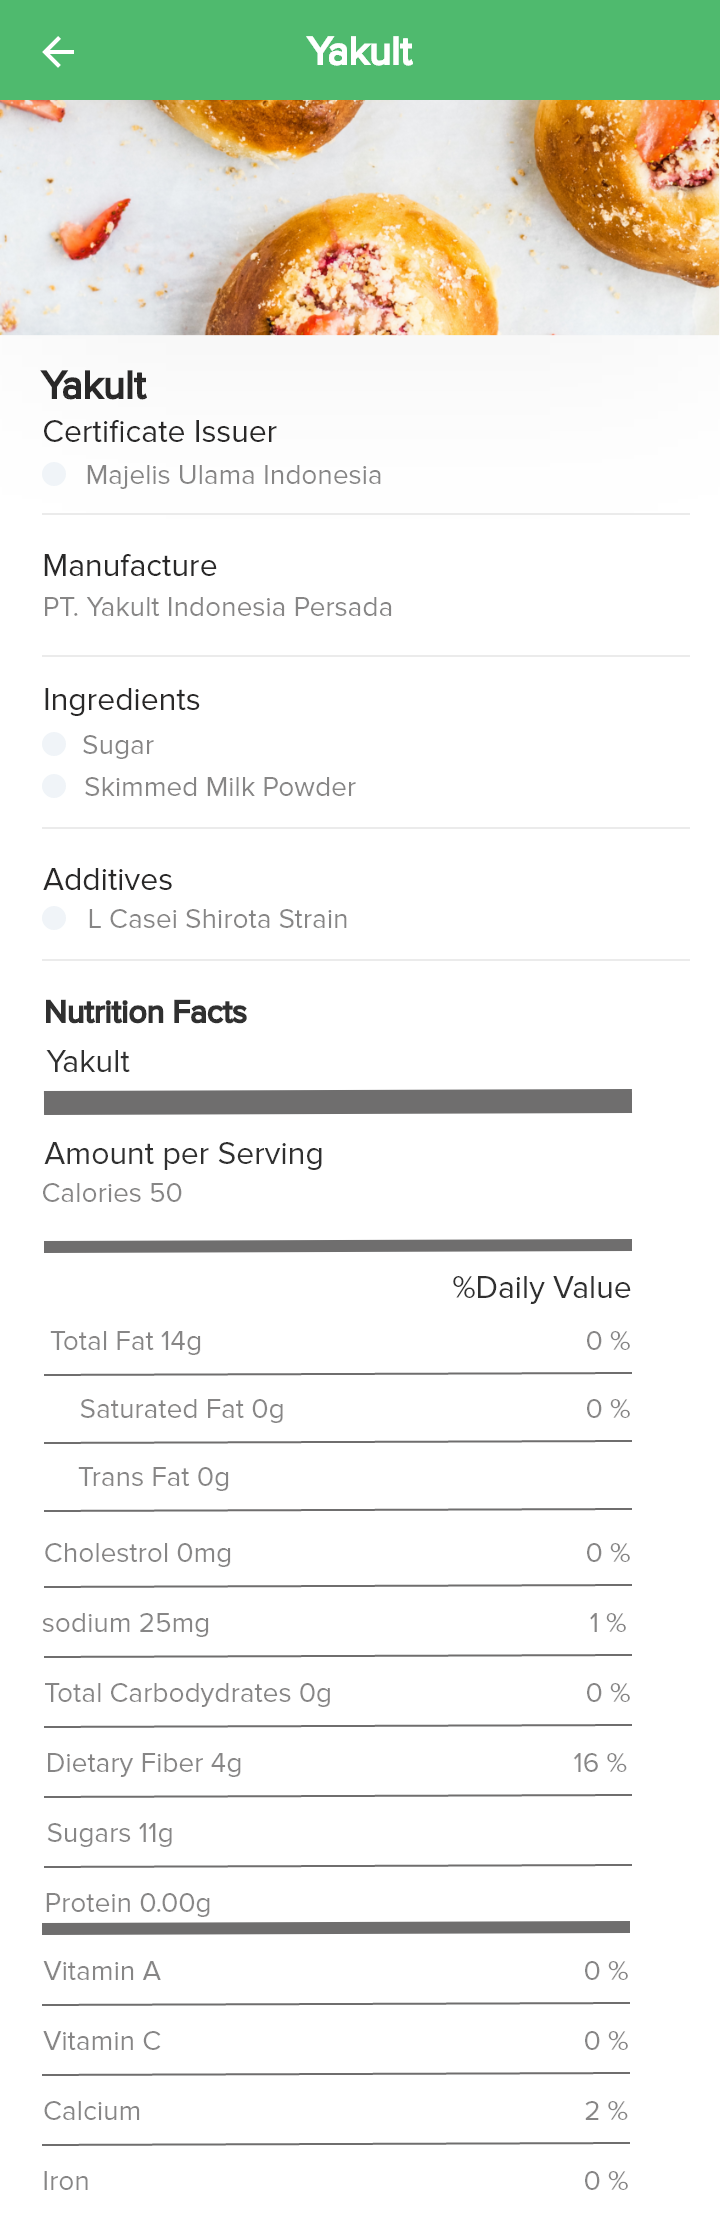 Yakult
Yakult
Certificate Issuer
Majelis Ulama Indonesia
Manufacture
PT. Yakult Indonesia Persada
Ingredients
Sugar
Skimmed Milk Powder
Additives
L Casei Shirota Strain
Nutrition Facts
Yakult
Amount per Serving
Calories 50
%Daily Value
Total Fat 14g 0 %
Saturated Fat 0g 0 %
Trans Fat 0g
Cholestrol 0mg 0 %
sodium 25mg 1 %
Total Carbodydrates 0g 0 %
Dietary Fiber 4g 16 %
Sugars 11g
Protein 0.00g
Vitamin A 0 %
Vitamin C 0 %
Calcium 2 %
Iron 0 %